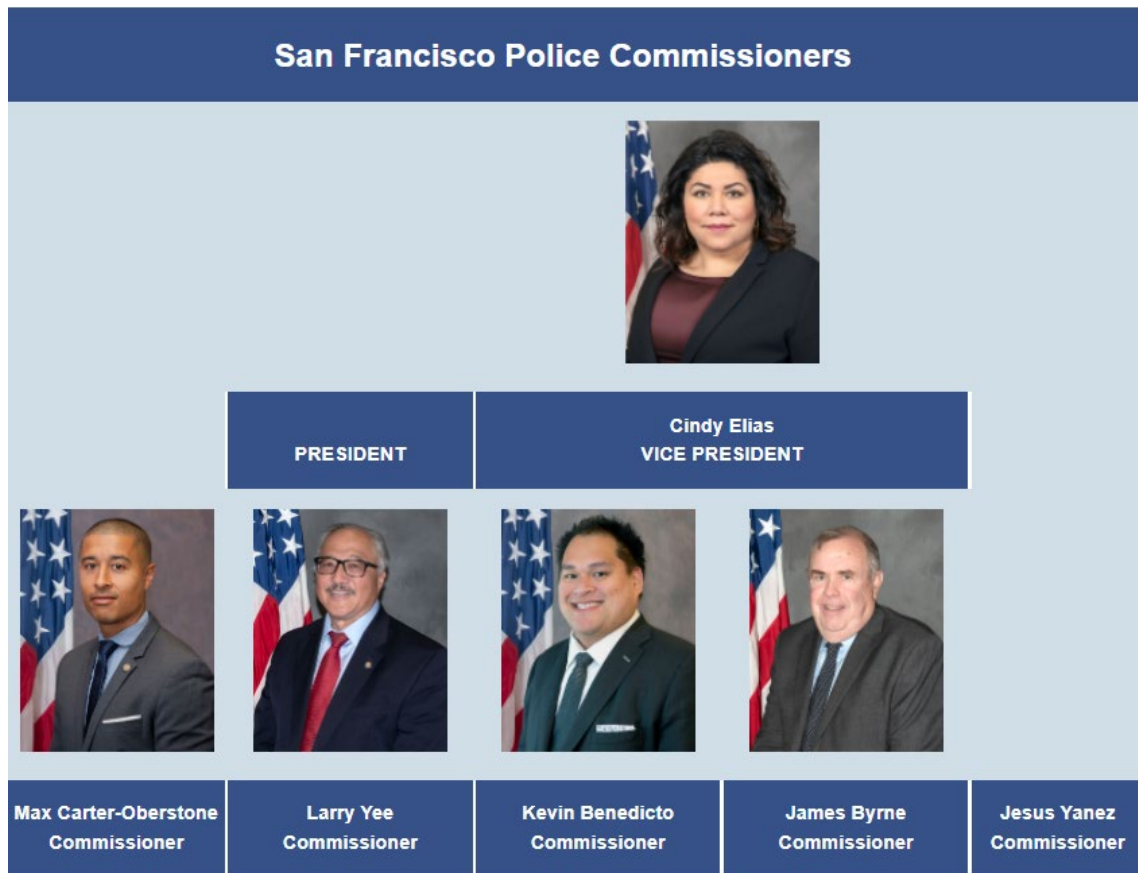 San Francisco Police Commissioners
PRESIDENT
Cindy Elias
VICE PRESIDENT
Max Carter-Oberstone
Commissioner
Larry Yee
Commissioner
Kevin Benedicto
Commissioner
James Byrne
Commissioner
Jesus Yanez
Commissioner